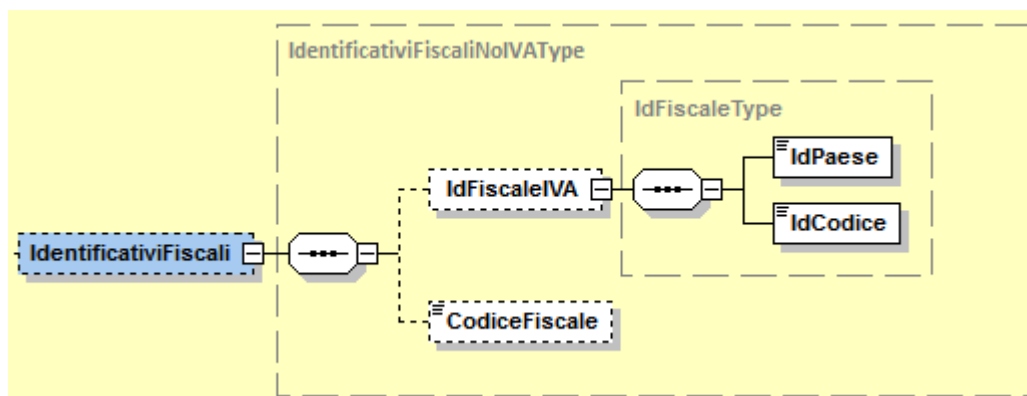 IdentificativiFiscaliNoIVAType
IdFiscaleType
IdPaese
IdFiscaleIVA
IdCodice
IdentificativiFiscali
CodiceFiscale